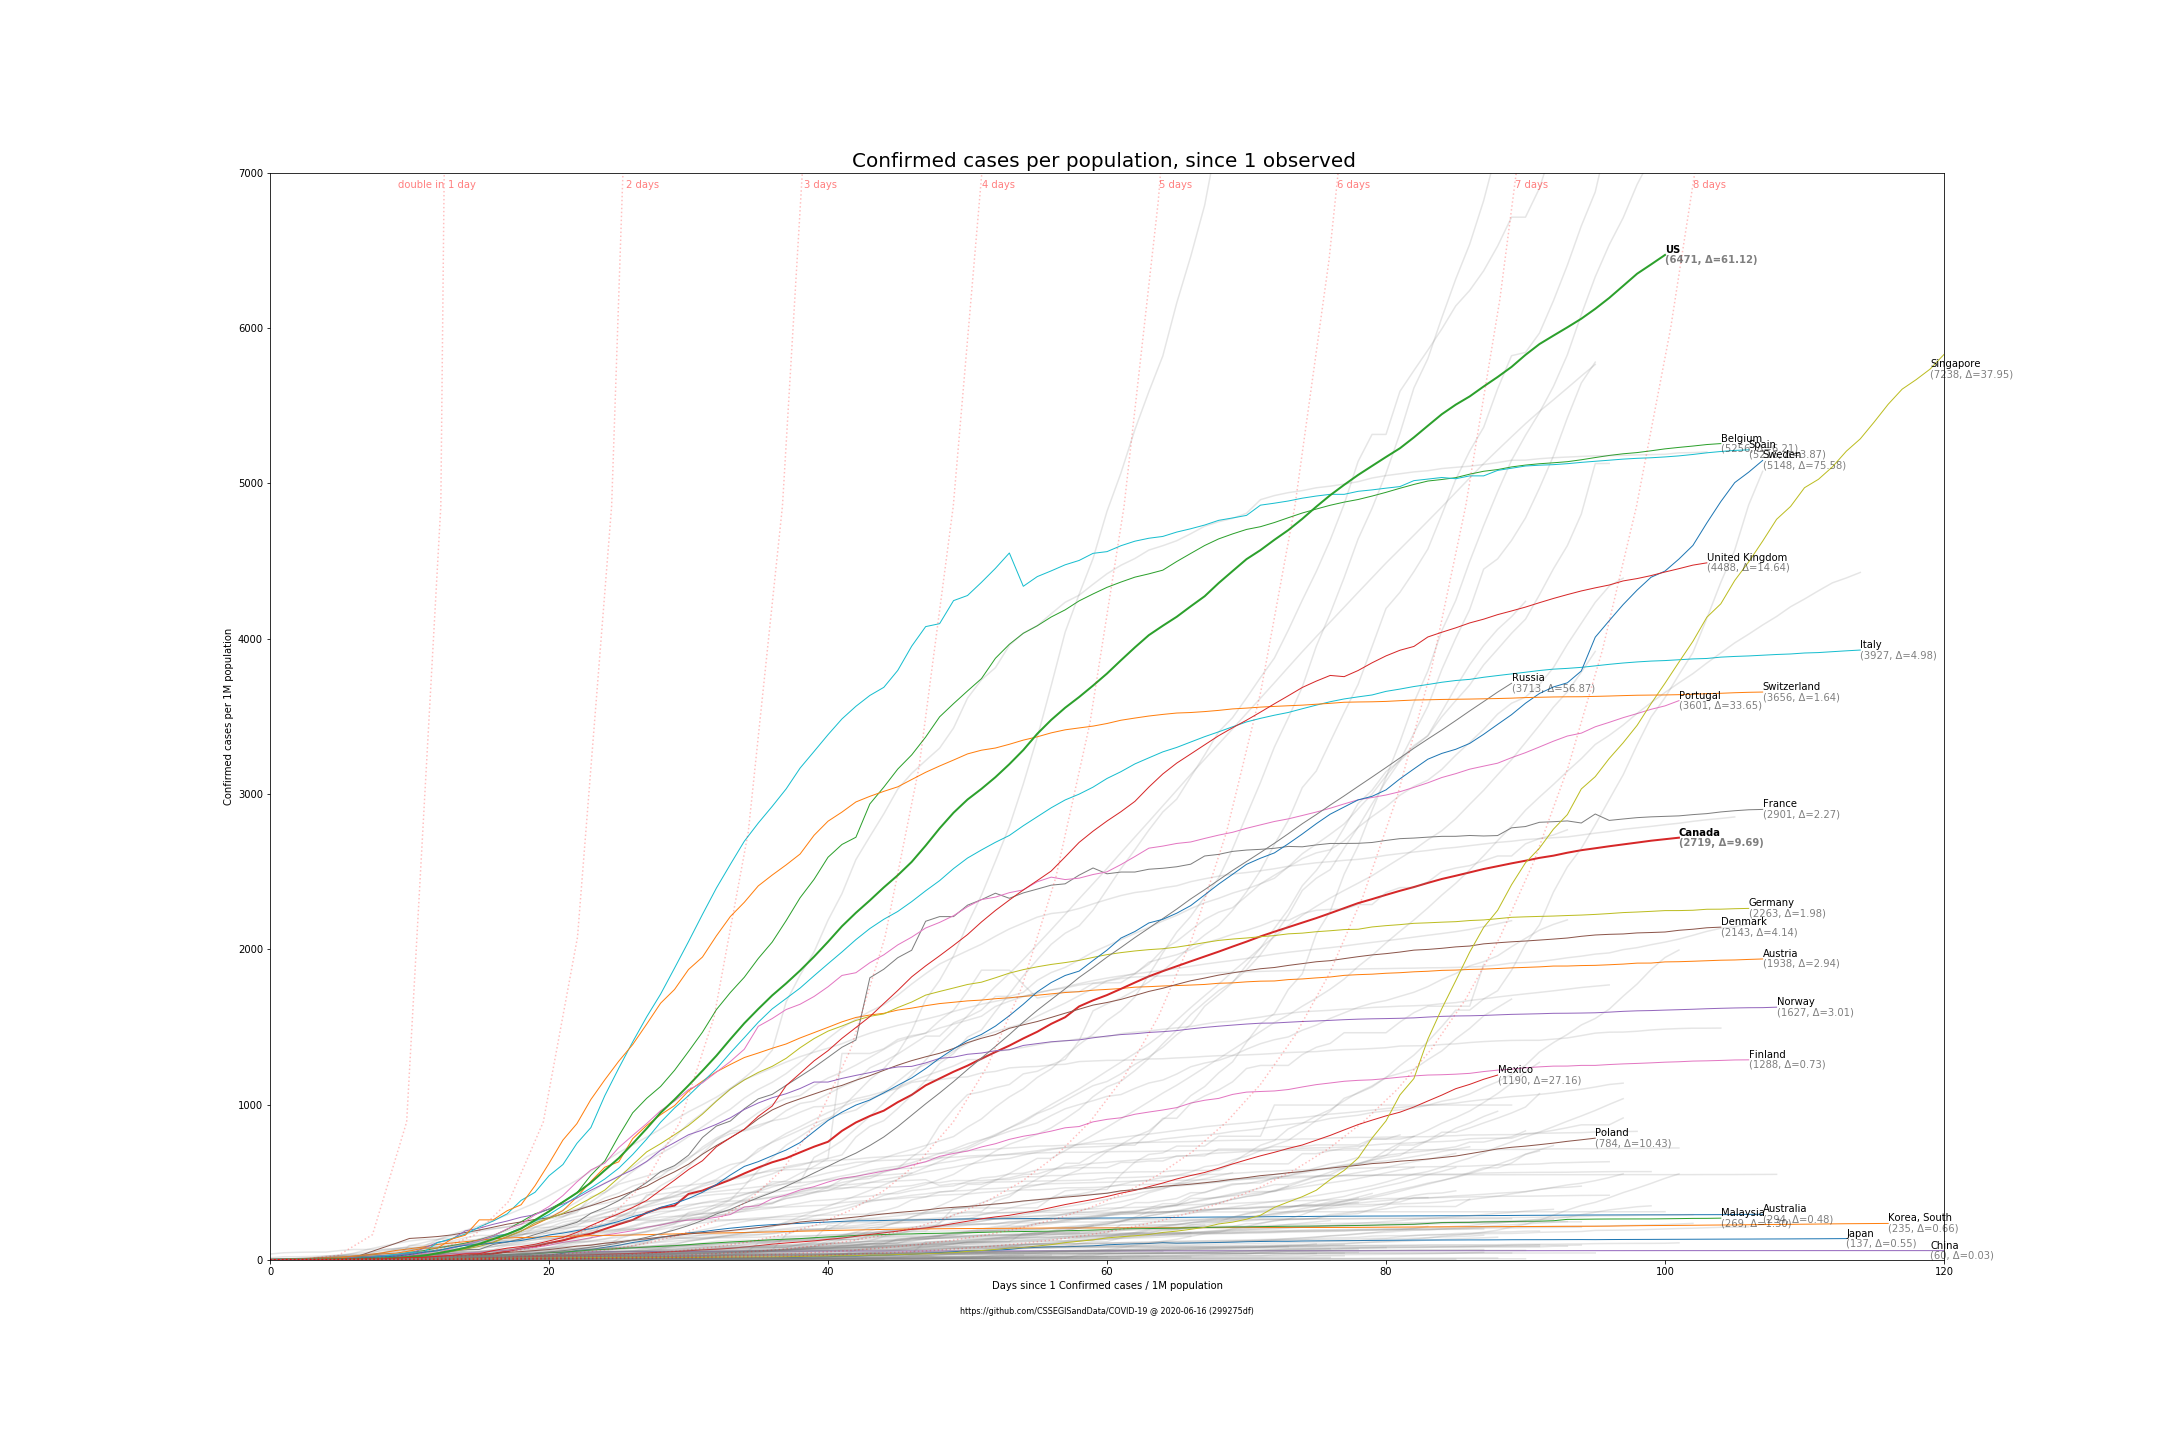 Confirmed cases per population, since 1 observed
7000
6000
5000
4000
3000
2000
1000
0
Confirmed cases per 1M population
double in 1 day
2 days
3 days
4 days
5 days
6 days
7 days
8 days
US
(6471, Δ=61.12)
Singapore
(7238, Δ=37.95)
Belgium
Spain
Sweden
(5148, Δ=75.58)
United Kingdom
(4488, Δ=14.64)
Italy
(3927, Δ=4.98)
Russia
(3713, Δ=56.87)
Switzerland
(3656, Δ=1.64)
Portugal
(3601, Δ=33.65)
France
(2901, Δ=2.27)
Canada
(2719, Δ=9.69)
Germany
(2263, Δ=1.98)
Denmark
(2143, Δ=4.14)
Austria
(1938, Δ=2.94)
Norway
(1627, Δ=3.01)
Finland
(1288, Δ=0.73)
Mexico
(1190, Δ=27.16)
Poland
(784, Δ=10.43)
Australia
(294, Δ=0.48)
Malaysia
Korea, South
(235, Δ=0.66)
Japan
(137, Δ=0.55)
China
(60, Δ=0.03)
0
20
40
60
80
100
120
Days since 1 Confirmed cases / 1M population
https://github.com/CSSEGISandData/COVID-19 @ 2020-06-16 (299275df)